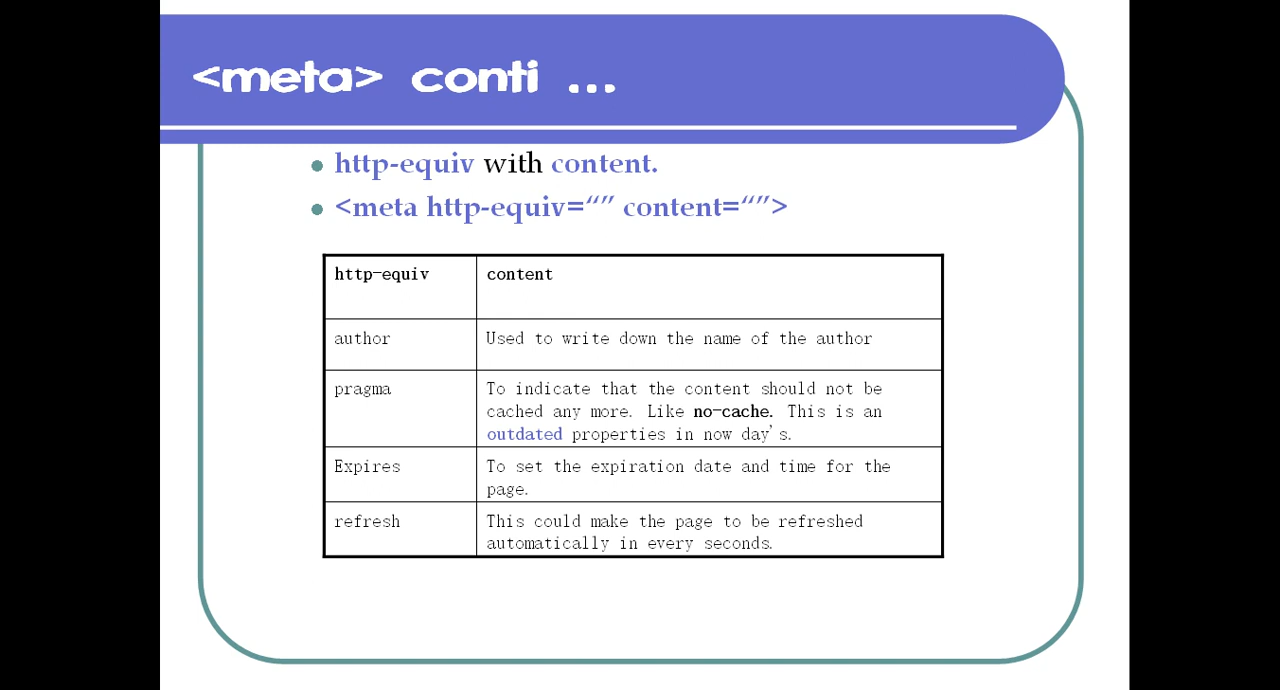 <meta> conti ...
http-equiv with content.
<meta http-equiv=“” content=“”>
http-equiv content
author Used to write down the name of the author
pragma To indicate that the content should not be
cached any more. Like no-cache. This is an
outdated properties in now day’s.
Expires To set the expiration date and time for the
page.
refresh This could make the page to be refreshed
automatically in every seconds.